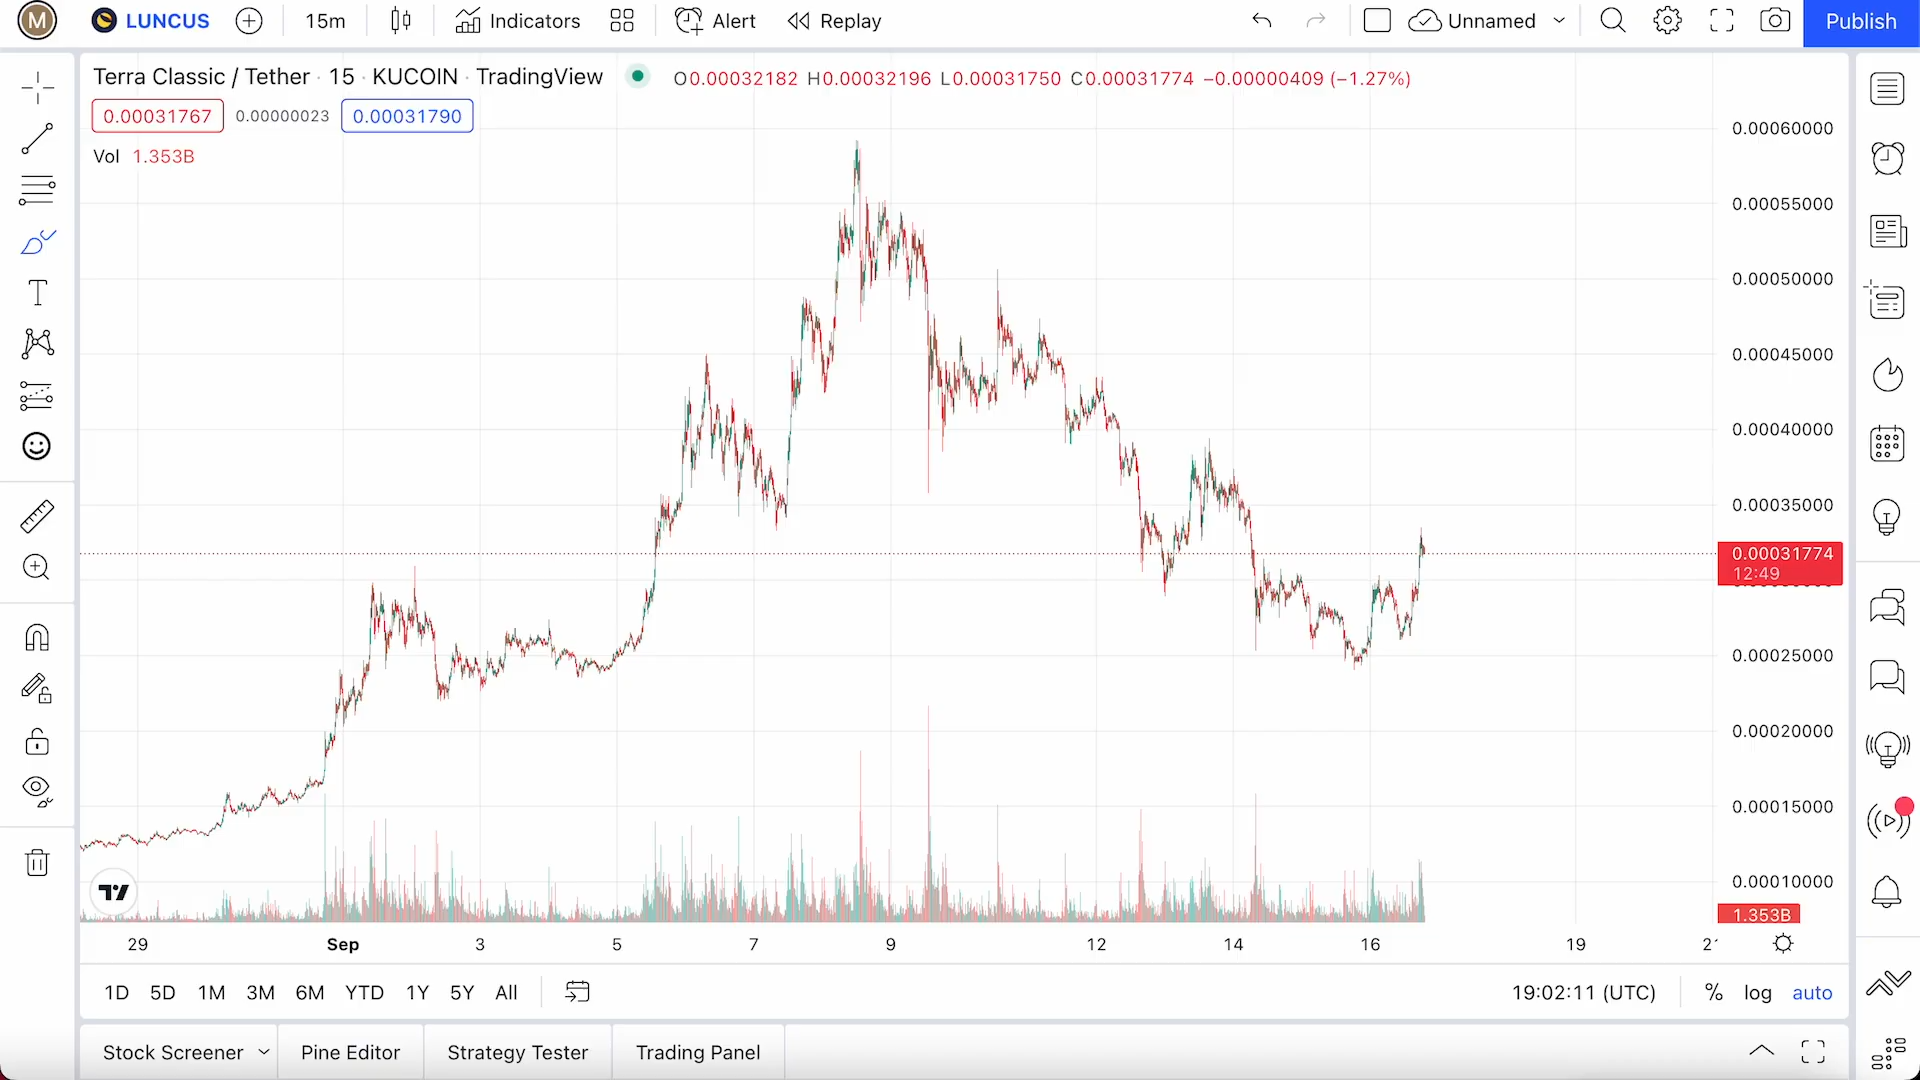 M LUNCUS 15m Indicators Alert Replay Unnamed Publish
Terra Classic / Tether · 15 · KUCOIN · TradingView O0.00032182 H0.00032196 L0.00031750 C0.00031774 −0.00000409 (−1.27%)
0.00031767 0.00000023 0.00031790
Vol 1.353B
0.00060000
0.00055000
0.00050000
0.00045000
0.00040000
0.00035000
0.00031774
12:49
0.00025000
0.00020000
0.00015000
0.00010000
1.353B
29 Sep 3 5 7 9 12 14 16 19
1D 5D 1M 3M 6M YTD 1Y 5Y All 19:02:11 (UTC) % log auto
Stock Screener Pine Editor Strategy Tester Trading Panel